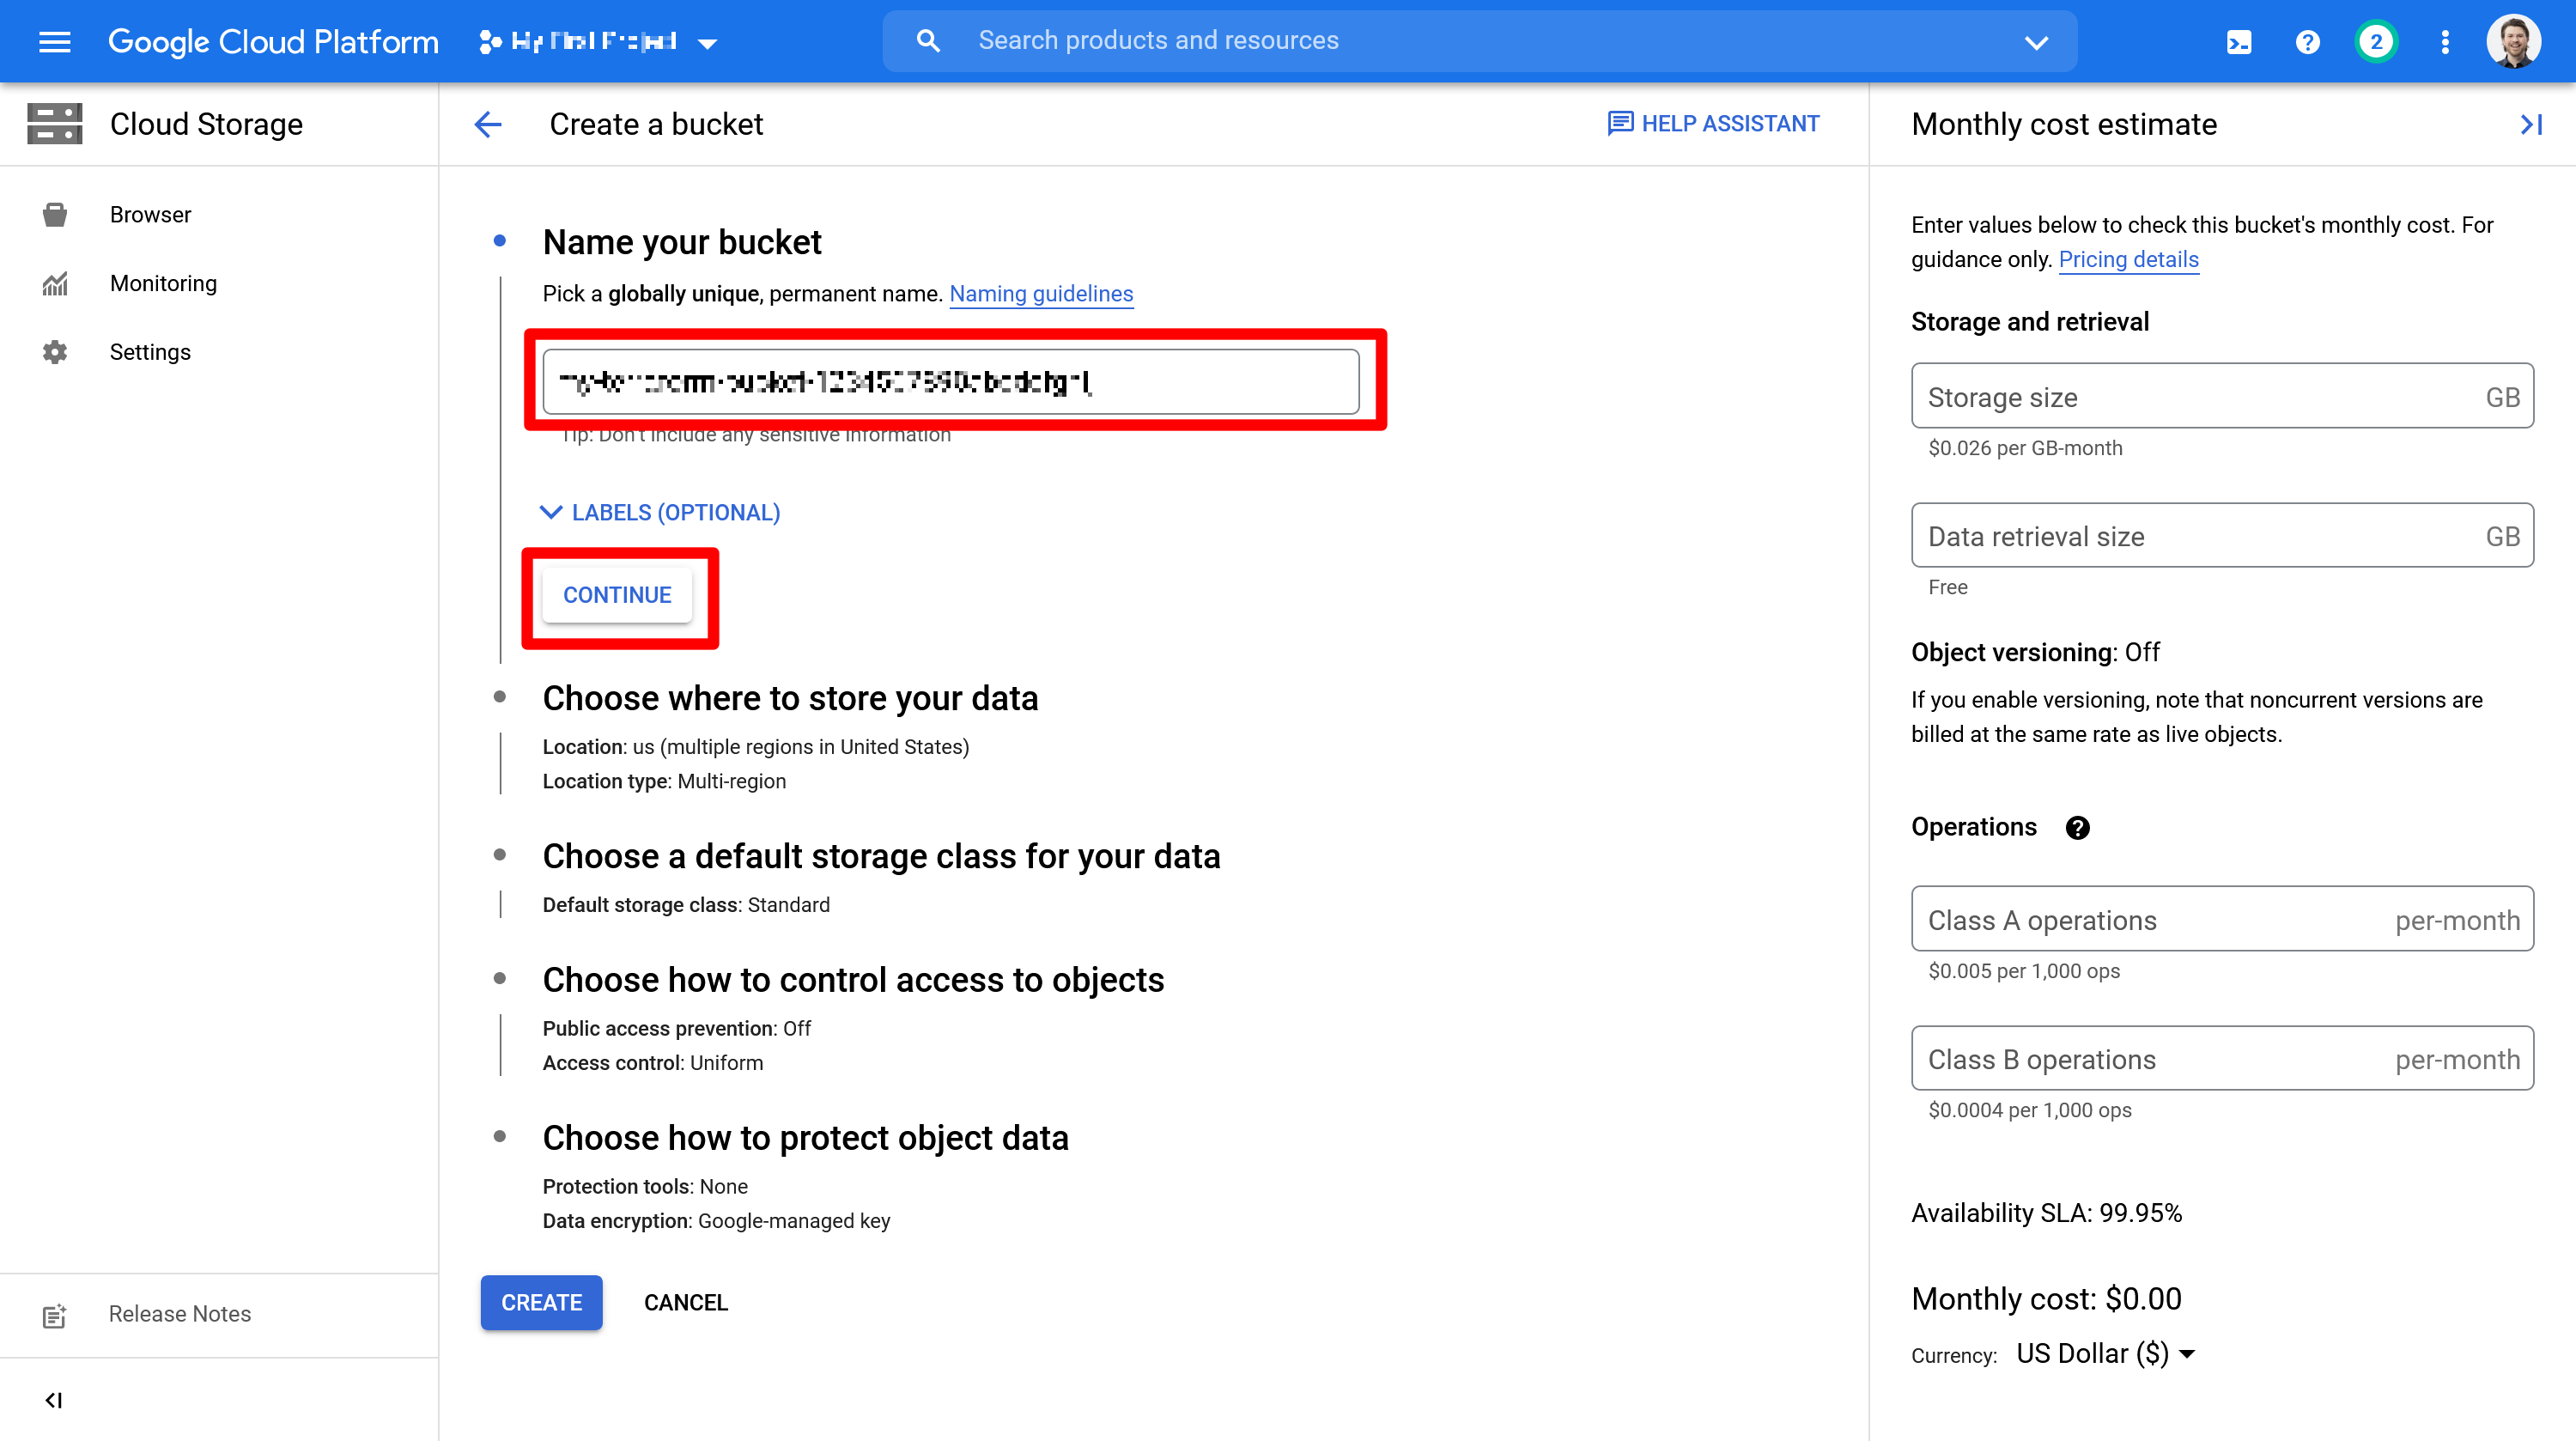 Google Cloud Platform
Search products and resources
2
Cloud Storage
Browser
Monitoring
Settings
Release Notes
Create a bucket
HELP ASSISTANT
Name your bucket
Pick a globally unique, permanent name. Naming guidelines
Tip: Don't include any sensitive information
LABELS (OPTIONAL)
CONTINUE
Choose where to store your data
Location: us (multiple regions in United States)
Location type: Multi-region
Choose a default storage class for your data
Default storage class: Standard
Choose how to control access to objects
Public access prevention: Off
Access control: Uniform
Choose how to protect object data
Protection tools: None
Data encryption: Google-managed key
CREATE
CANCEL
Monthly cost estimate
Enter values below to check this bucket's monthly cost. For
guidance only. Pricing details
Storage and retrieval
Storage size GB
$0.026 per GB-month
Data retrieval size GB
Free
Object versioning: Off
If you enable versioning, note that noncurrent versions are
billed at the same rate as live objects.
Operations
Class A operations per-month
$0.005 per 1,000 ops
Class B operations per-month
$0.0004 per 1,000 ops
Availability SLA: 99.95%
Monthly cost: $0.00
Currency: US Dollar ($)